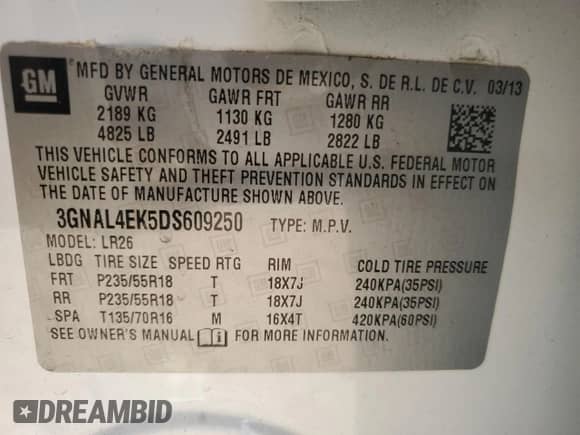 GM
®MFD BY GENERAL MOTORS DE MEXICO, S. DE R.L. DE C.V. 03/13
GVWR GAWR FRT GAWR RR
2189 KG 1130 KG 1280 KG
4825 LB 2491 LB 2822 LB
THIS VEHICLE CONFORMS TO ALL APPLICABLE U.S. FEDERAL MOTOR
VEHICLE SAFETY AND THEFT PREVENTION STANDARDS IN EFFECT ON
THE DATE OF MANUFACTURE SHOWN ABOVE.
3GNAL4EK5DS609250 TYPE: M.P.V.
MODEL: LR26
LBDG TIRE SIZE SPEED RTG RIM COLD TIRE PRESSURE
FRT P235/55R18 T 18X7J 240KPA(35PSI)
RR P235/55R18 T 18X7J 240KPA(35PSI)
SPA T135/70R16 M 16X4T 420KPA(60PSI)
SEE OWNER'S MANUAL FOR MORE INFORMATION.
DREAMBID